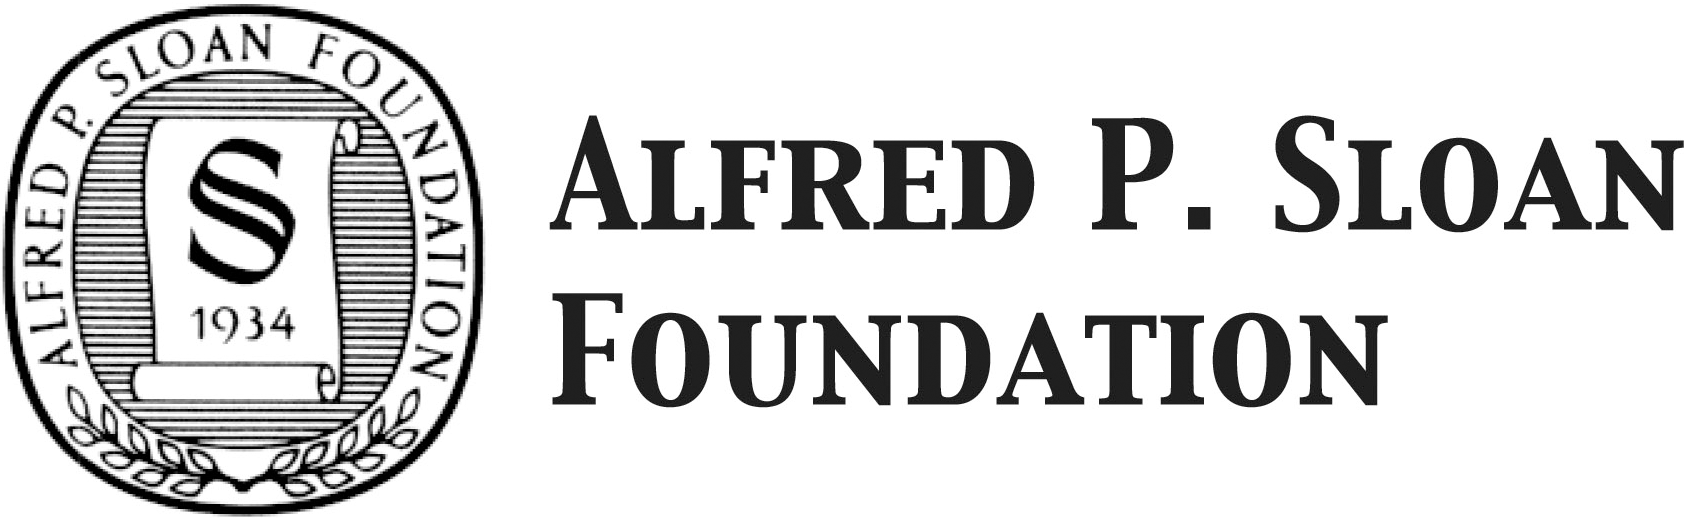 ALFRED P. SLOAN FOUNDATION
S
1934
ALFRED P. SLOAN
FOUNDATION